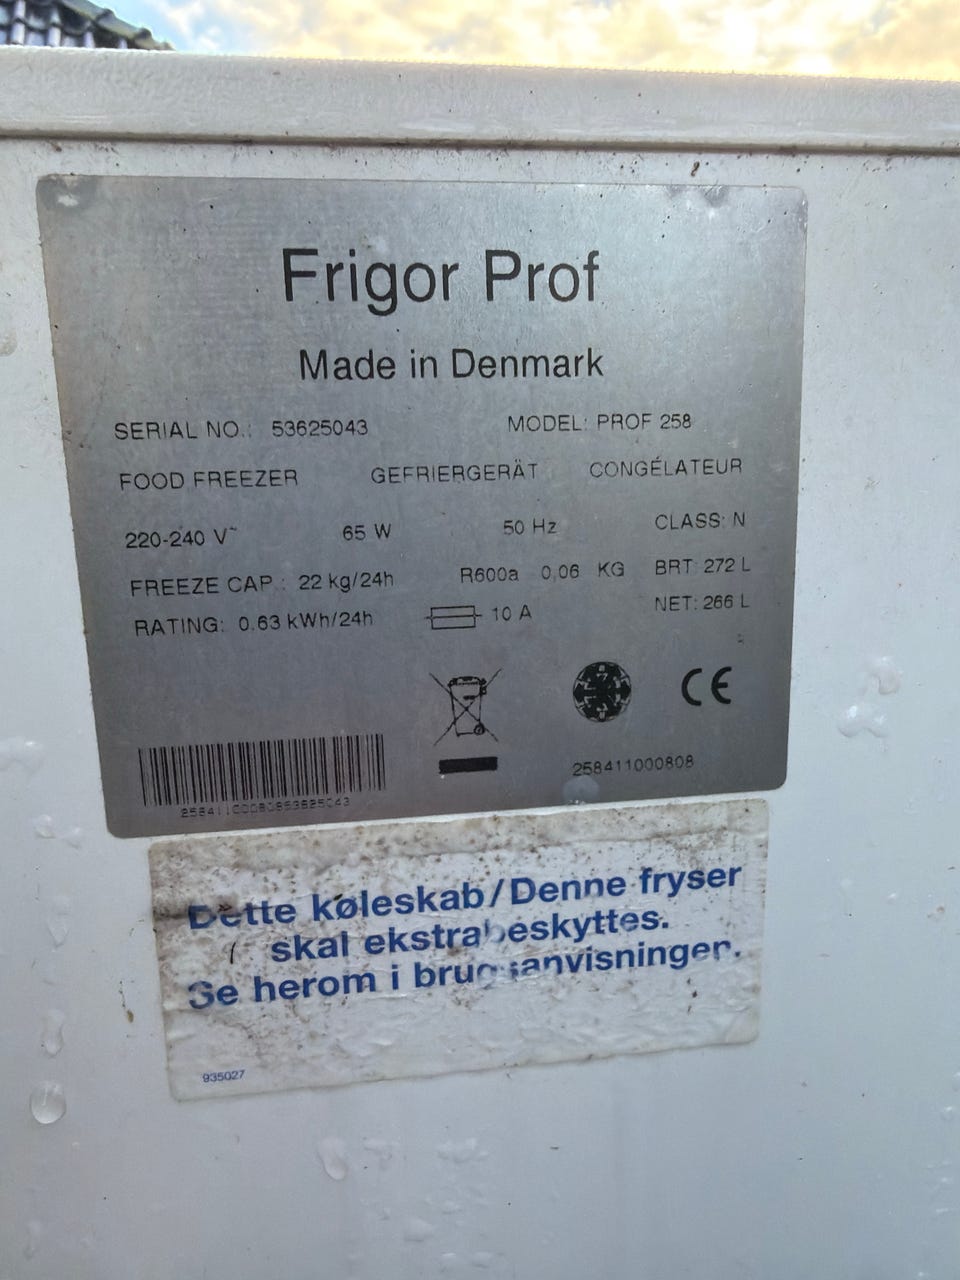 Frigor Prof
Made in Denmark
SERIAL NO.: 53625043 MODEL: PROF 258
FOOD FREEZER GEFRIERGERÄT CONGÉLATEUR
220-240 V~ 65 W 50 Hz CLASS: N
FREEZE CAP.: 22 kg/24h R600a 0,06 KG BRT: 272 L
RATING: 0.63 kWh/24h 10 A NET: 266 L
CE
258411000808
25841100080853625043
Dette køleskab/Denne fryser
skal ekstrabeskyttes.
Se herom i brugsanvisningen.
935027